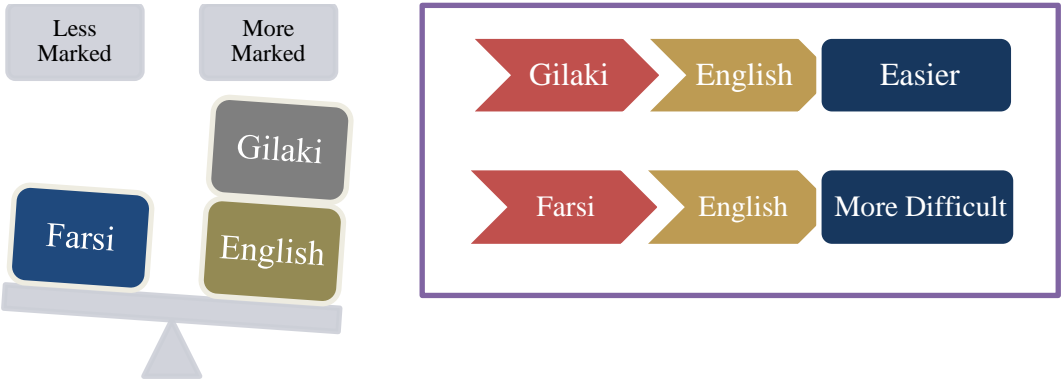 Less
Marked
More
Marked
Gilaki
Farsi
English
Gilaki English Easier
Farsi English More Difficult